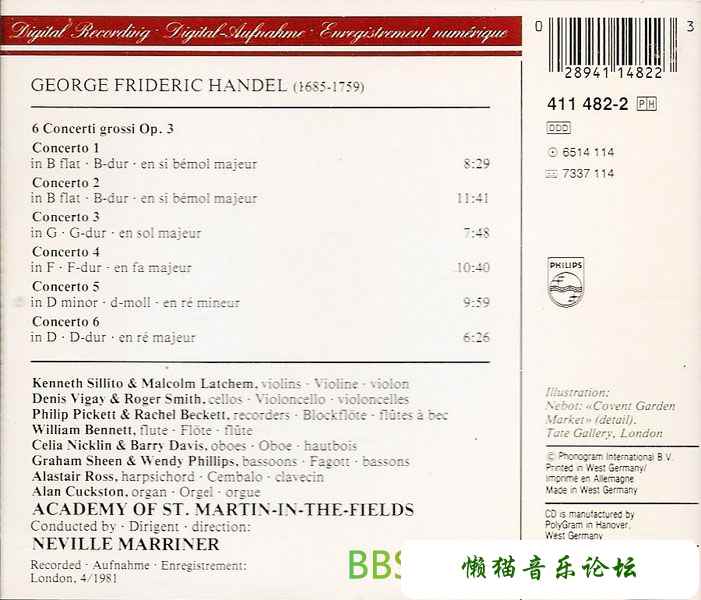 Digital Recording · Digital-Aufnahme · Enregistrement numérique
GEORGE FRIDERIC HANDEL (1685-1759)
6 Concerti grossi Op. 3
Concerto 1
in B flat · B-dur · en si bémol majeur 8:29
Concerto 2
in B flat · B-dur · en si bémol majeur 11:41
Concerto 3
in G · G-dur · en sol majeur 7:48
Concerto 4
in F · F-dur · en fa majeur 10:40
Concerto 5
in D minor · d-moll · en ré mineur 9:59
Concerto 6
in D · D-dur · en ré majeur 6:26
Kenneth Sillito & Malcolm Latchem, violins · Violine · violon
Denis Vigay & Roger Smith, cellos · Violoncello · violoncelles
Philip Pickett & Rachel Beckett, recorders · Blockflöte · flûtes à bec
William Bennett, flute · Flöte · flûte
Celia Nicklin & Barry Davis, oboes · Oboe · hautbois
Graham Sheen & Wendy Phillips, bassoons · Fagott · bassons
Alastair Ross, harpsichord · Cembalo · clavecin
Alan Cuckston, organ · Orgel · orgue
ACADEMY OF ST. MARTIN-IN-THE-FIELDS
Conducted by · Dirigent · direction:
NEVILLE MARRINER
Recorded · Aufnahme · Enregistrement:
London, 4/1981
0 28941 14822 3
411 482-2 PH
DDD
6514 114
7337 114
PHILIPS
Illustration:
Nebot: «Covent Garden
Market» (detail).
Tate Gallery, London
℗ Phonogram International B.V.
Printed in West Germany/
Imprimé en Allemagne
Made in West Germany
CD is manufactured by
PolyGram in Hanover,
West Germany
BBS
懒猫音乐论坛